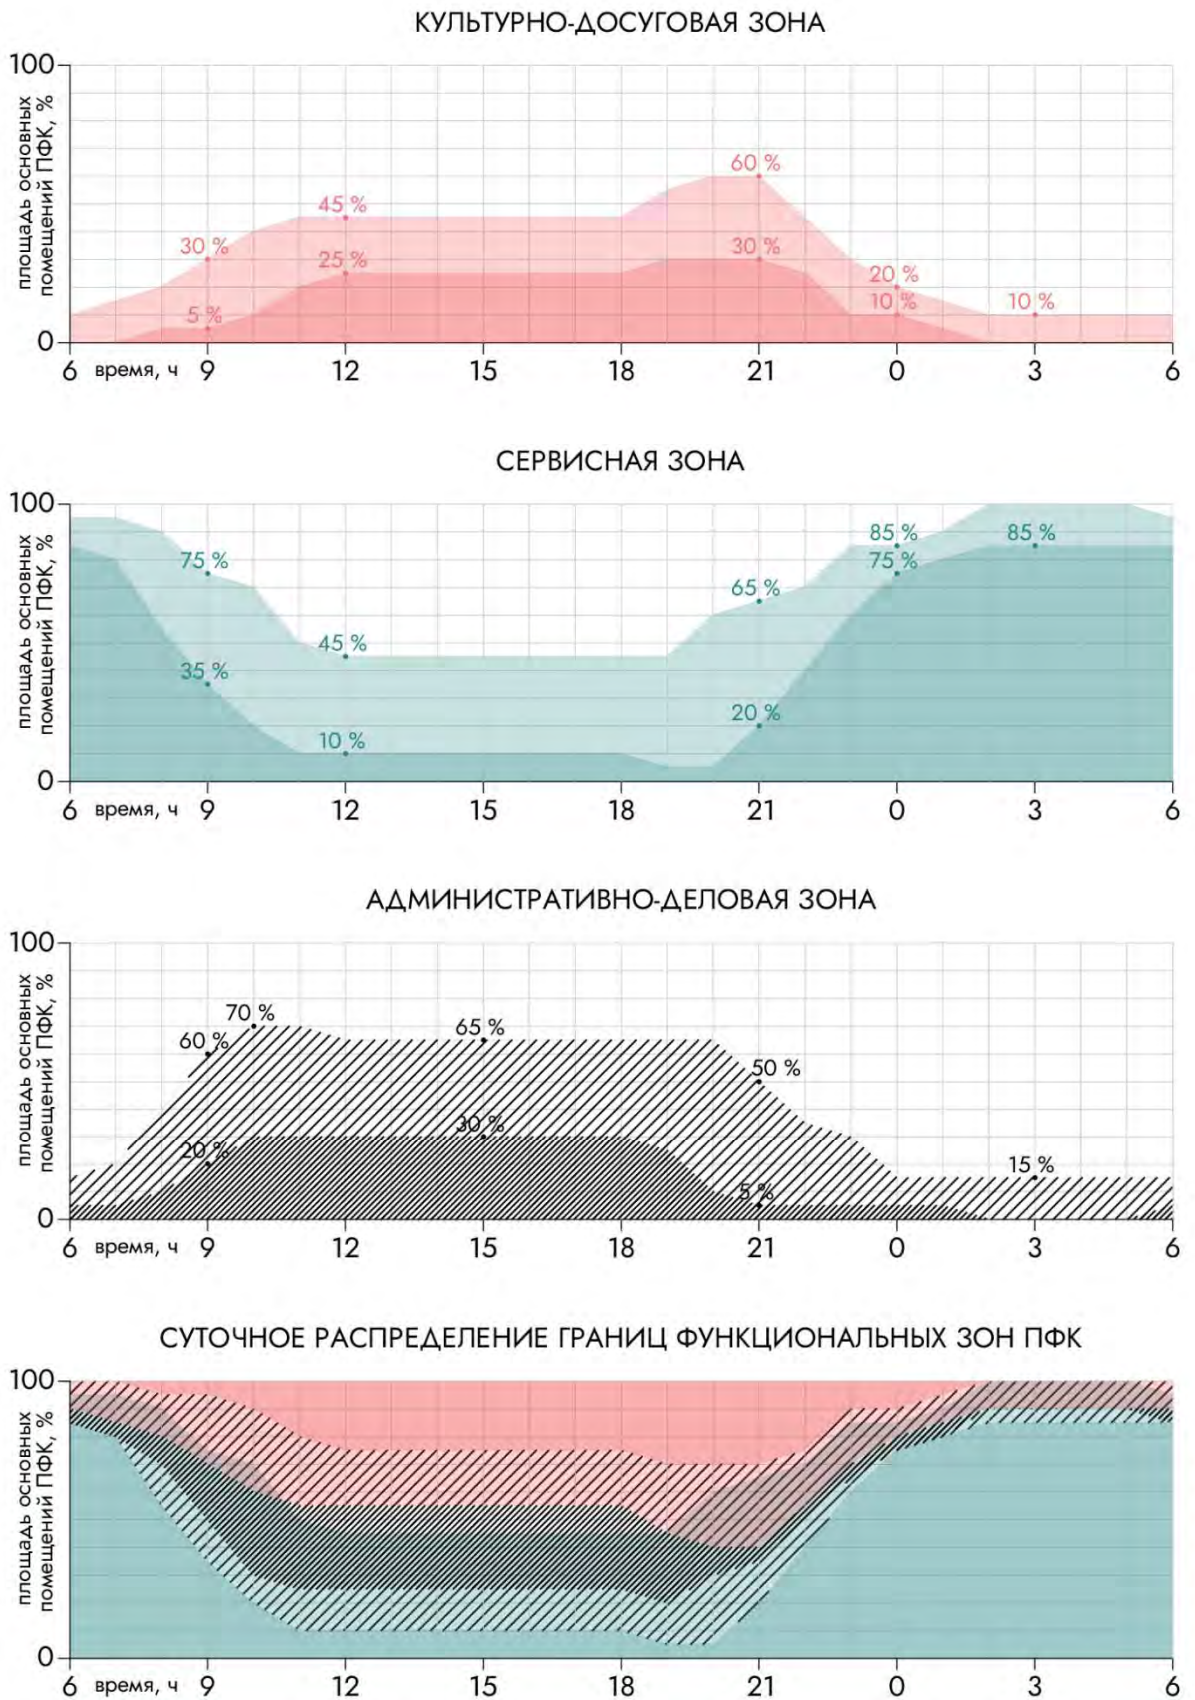 КУЛЬТУРНО-ДОСУГОВАЯ ЗОНА
100
площадь основных
помещений ПФК, %
60 %
45 %
30 %
30 %
25 %
20 %
5 %
10 %
10 %
0
6 время, ч 9 12 15 18 21 0 3 6
СЕРВИСНАЯ ЗОНА
100
площадь основных
помещений ПФК, %
85 %
85 %
75 %
75 %
65 %
45 %
35 %
20 %
10 %
0
6 время, ч 9 12 15 18 21 0 3 6
АДМИНИСТРАТИВНО-ДЕЛОВАЯ ЗОНА
100
площадь основных
помещений ПФК, %
70 %
60 %
65 %
50 %
30 %
20 %
15 %
5 %
0
6 время, ч 9 12 15 18 21 0 3 6
СУТОЧНОЕ РАСПРЕДЕЛЕНИЕ ГРАНИЦ ФУНКЦИОНАЛЬНЫХ ЗОН ПФК
100
площадь основных
помещений ПФК, %
0
6 время, ч 9 12 15 18 21 0 3 6